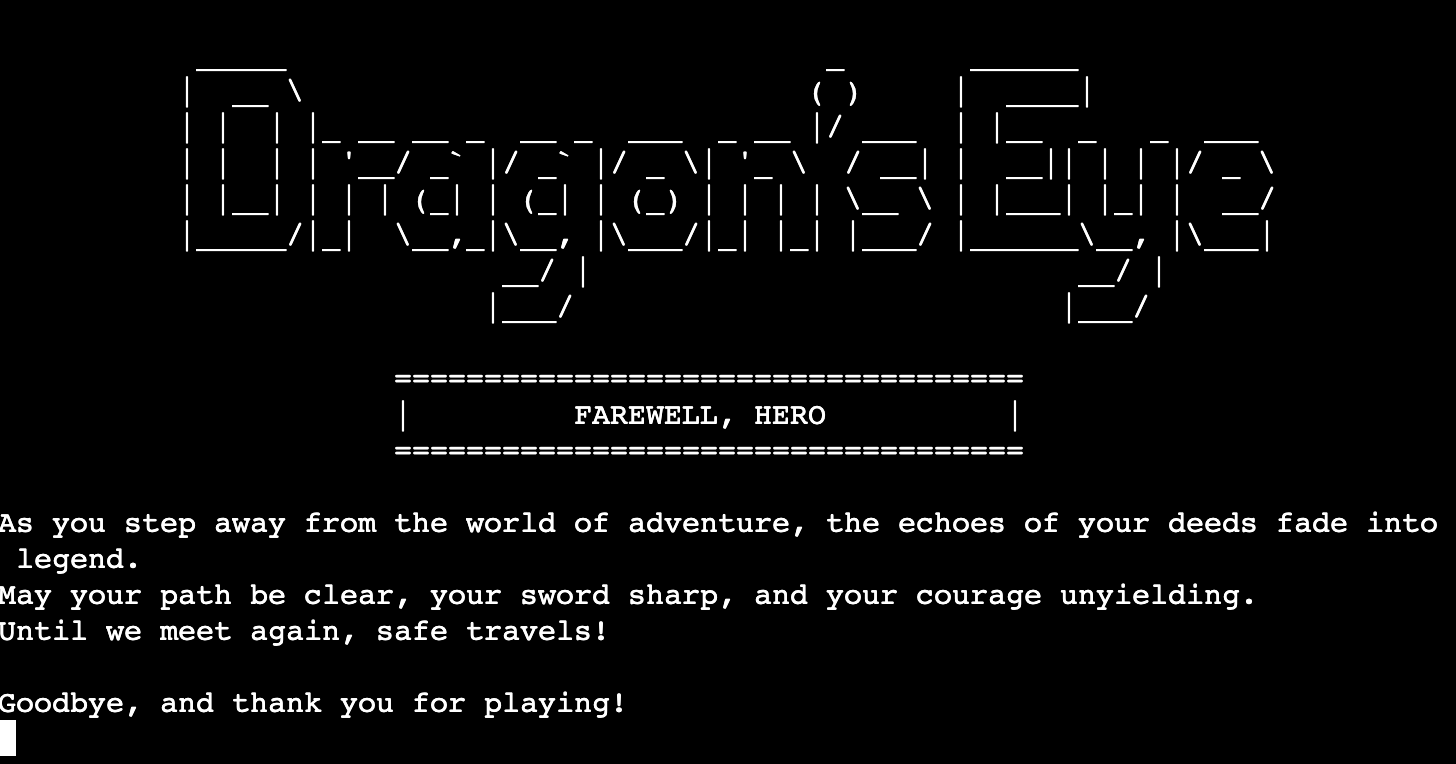 Dragon's Eye
===================================
| FAREWELL, HERO |
===================================
As you step away from the world of adventure, the echoes of your deeds fade into
legend.
May your path be clear, your sword sharp, and your courage unyielding.
Until we meet again, safe travels!
Goodbye, and thank you for playing!